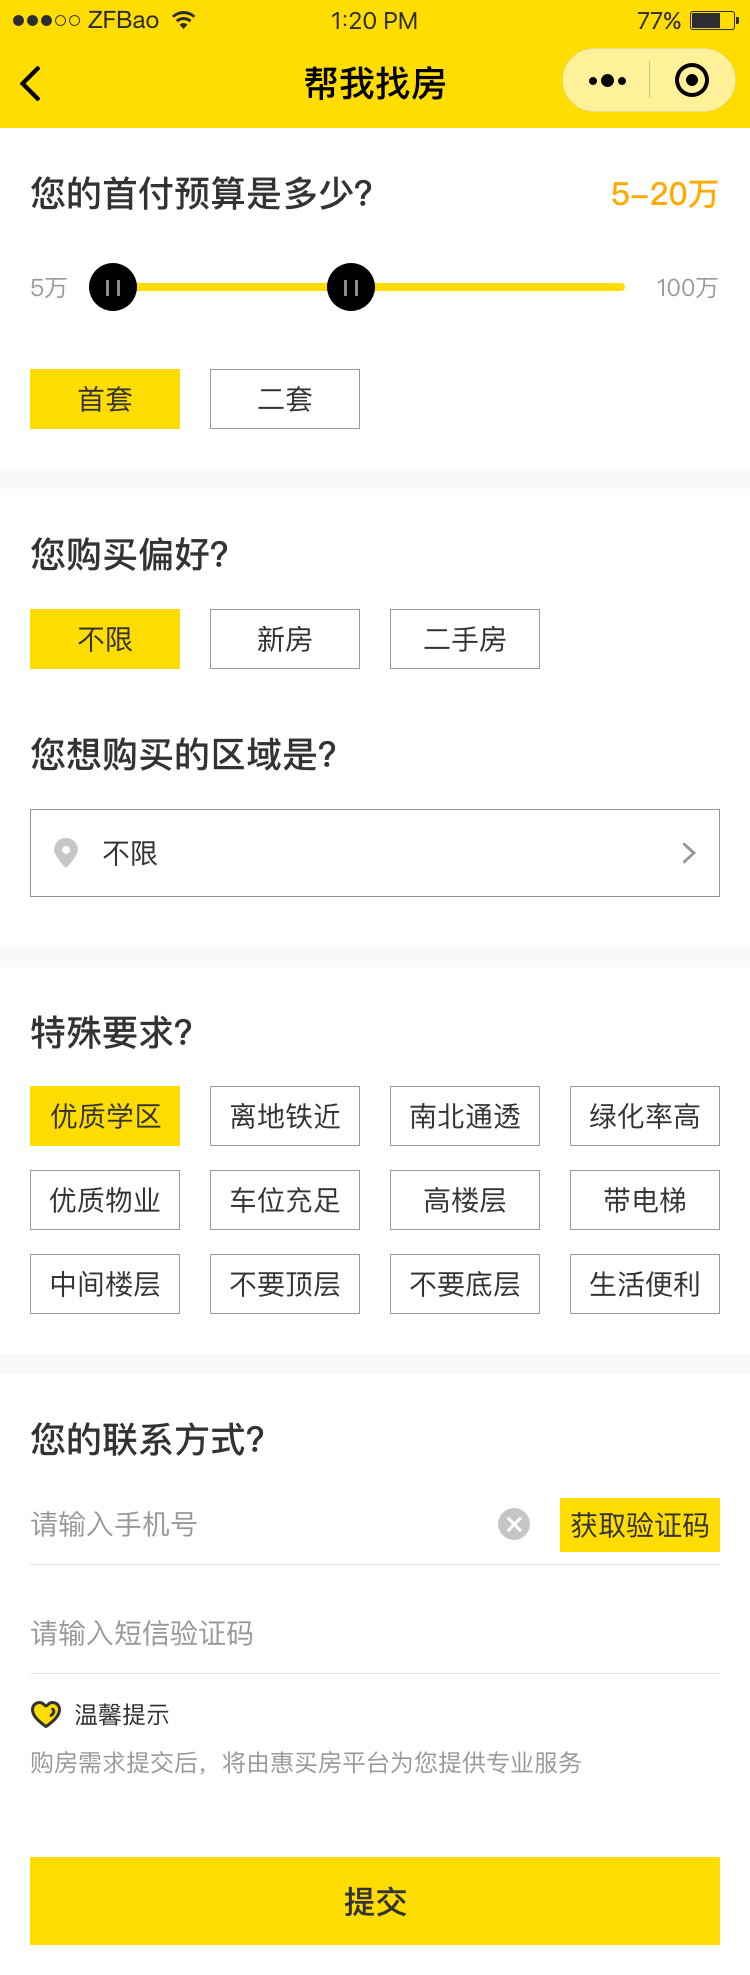 ZFBao 1:20 PM 77%
帮我找房
您的首付预算是多少? 5-20万
5万 100万
首套 二套
您购买偏好?
不限 新房 二手房
您想购买的区域是?
不限
特殊要求?
优质学区 离地铁近 南北通透 绿化率高
优质物业 车位充足 高楼层 带电梯
中间楼层 不要顶层 不要底层 生活便利
您的联系方式?
请输入手机号 获取验证码
请输入短信验证码
温馨提示
购房需求提交后，将由惠买房平台为您提供专业服务
提交